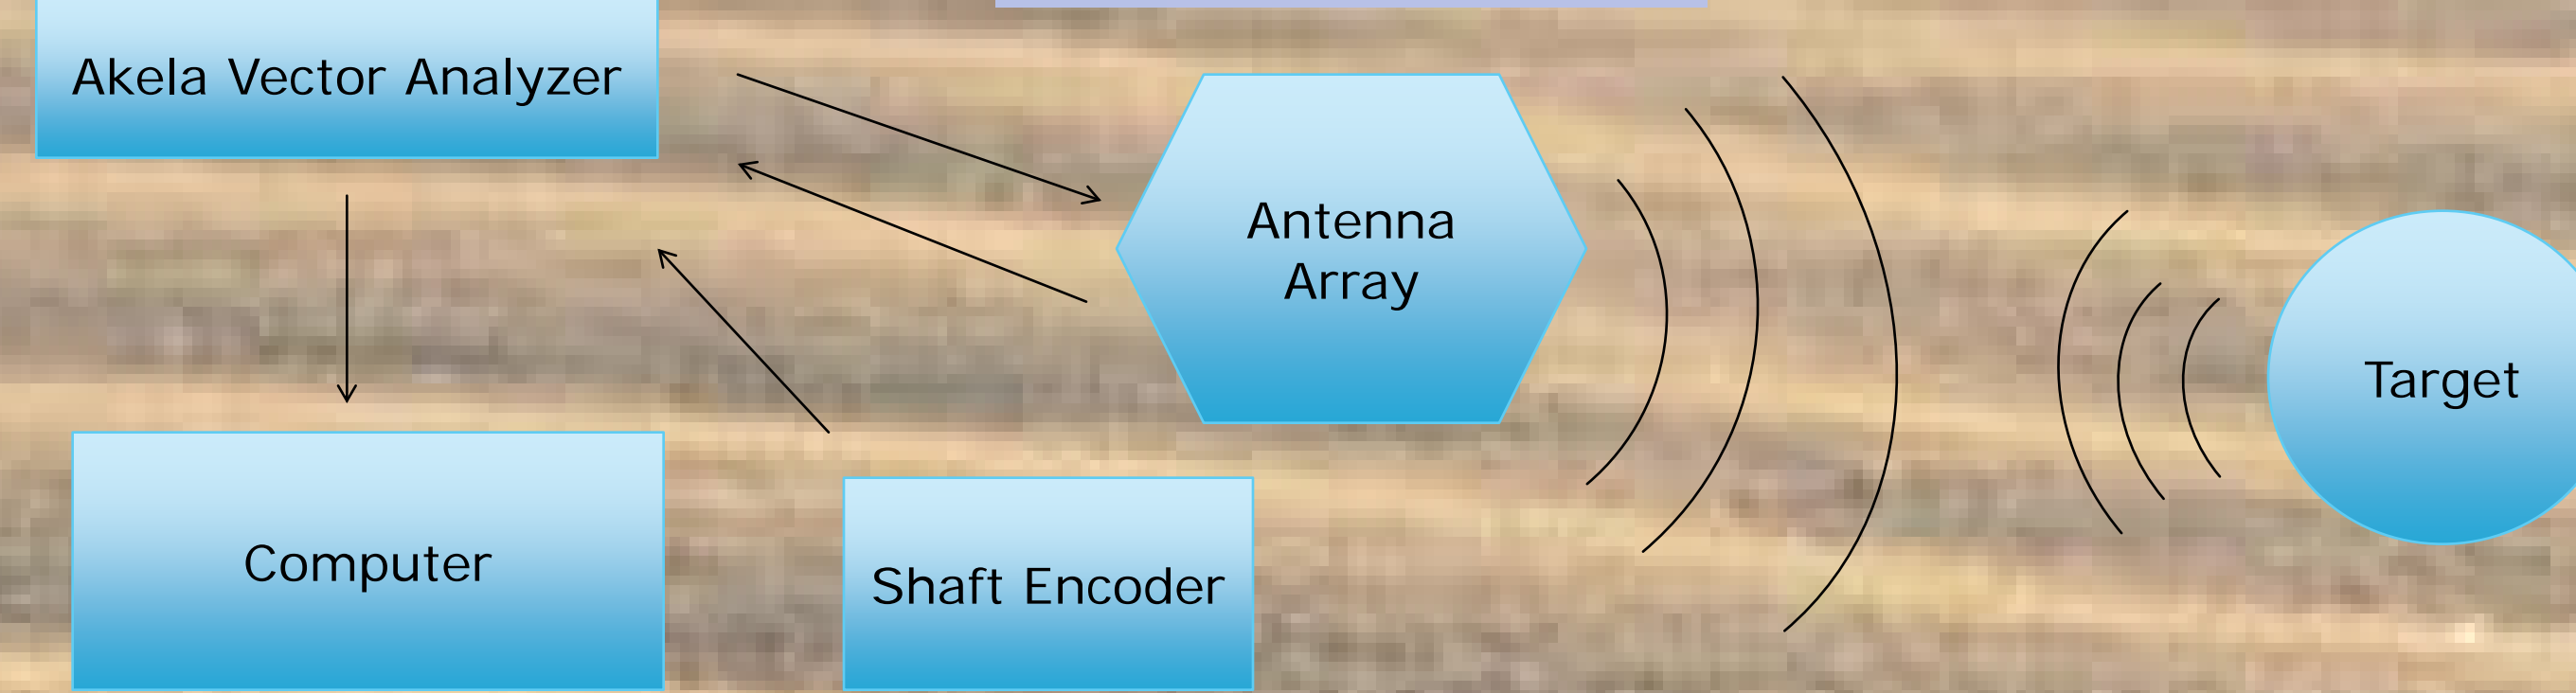 Akela Vector Analyzer
Antenna
Array
Target
Computer
Shaft Encoder